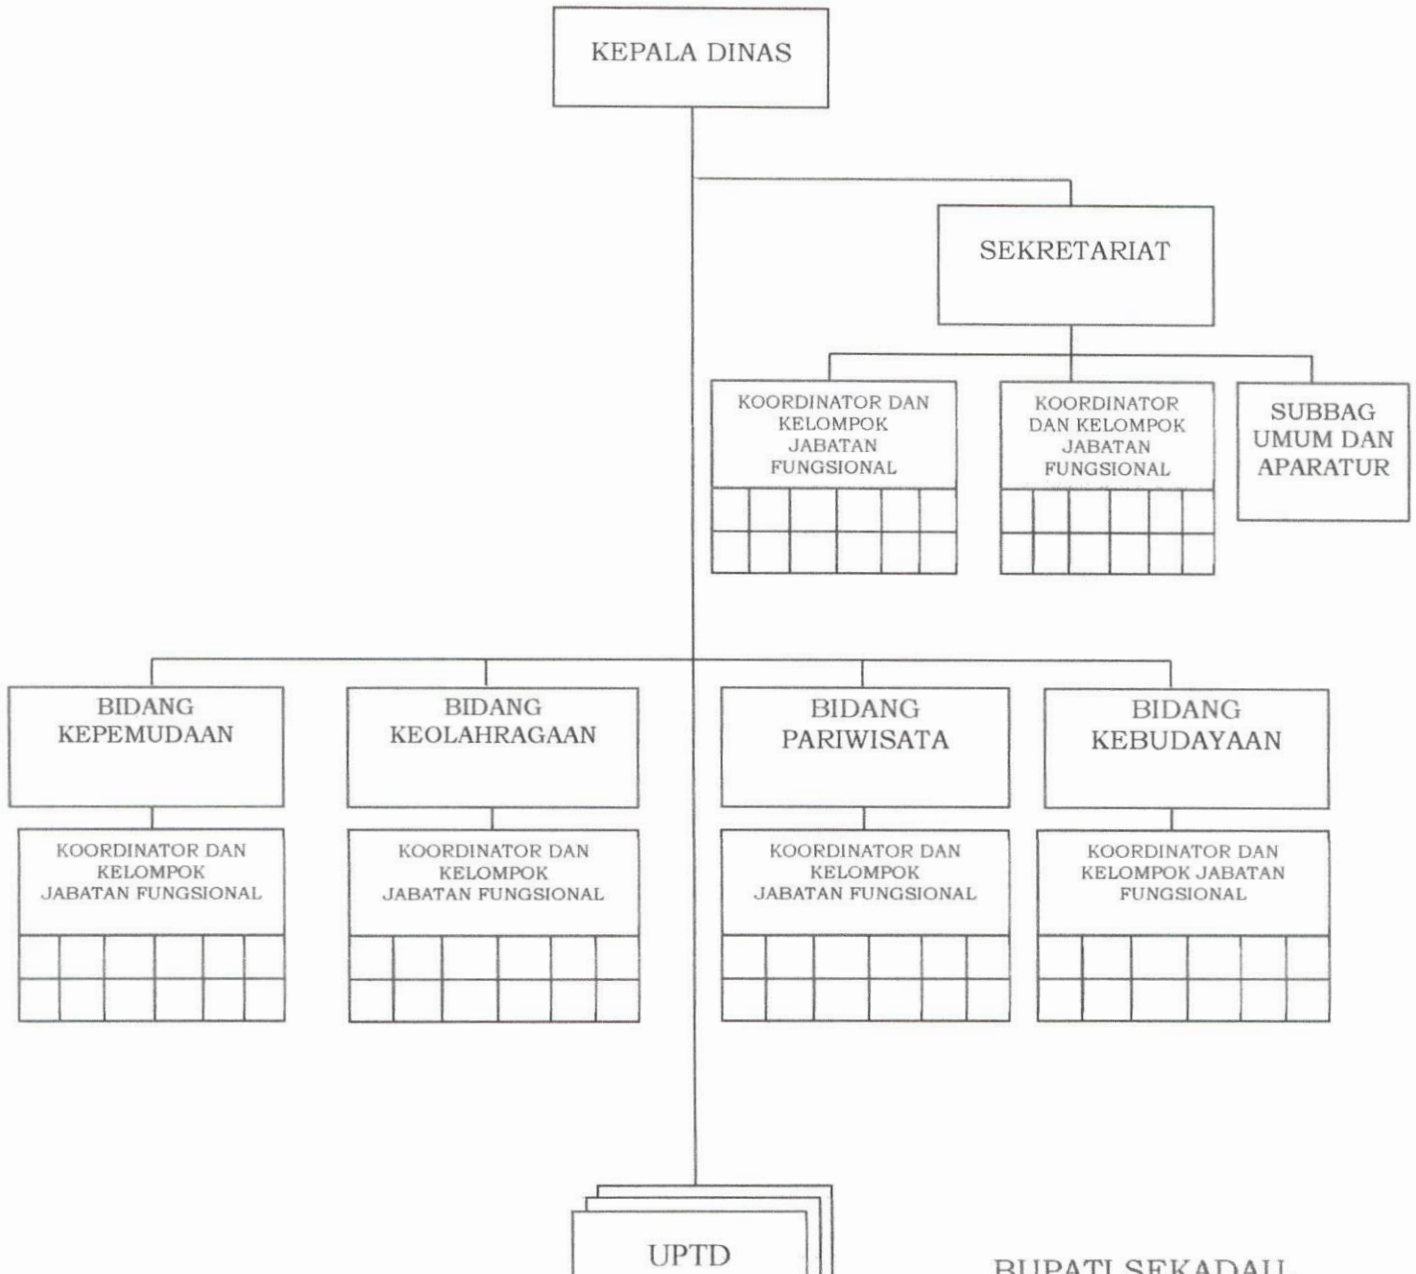 KEPALA DINAS
SEKRETARIAT
KOORDINATOR DAN
KELOMPOK
JABATAN
FUNGSIONAL
KOORDINATOR
DAN KELOMPOK
JABATAN
FUNGSIONAL
SUBBAG
UMUM DAN
APARATUR
BIDANG
KEPEMUDAAN
BIDANG
KEOLAHRAGAAN
BIDANG
PARIWISATA
BIDANG
KEBUDAYAAN
KOORDINATOR DAN
KELOMPOK
JABATAN FUNGSIONAL
KOORDINATOR DAN
KELOMPOK
JABATAN FUNGSIONAL
KOORDINATOR DAN
KELOMPOK
JABATAN FUNGSIONAL
KOORDINATOR DAN
KELOMPOK JABATAN
FUNGSIONAL
UPTD
BUPATI SEKADAU